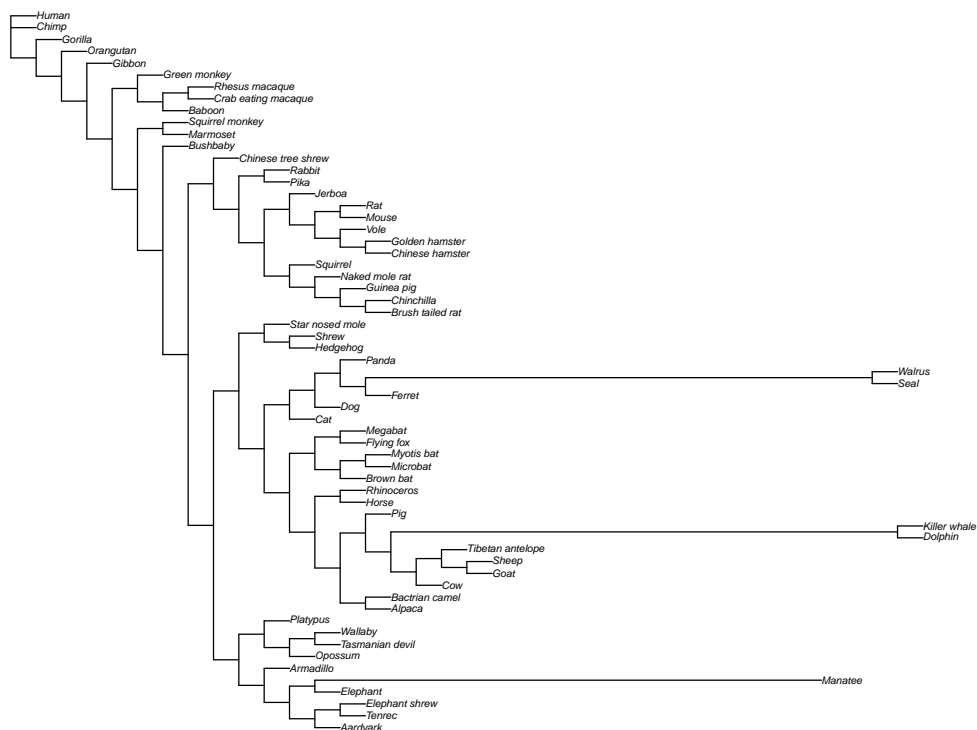 Human
Chimp
Gorilla
Orangutan
Gibbon
Green monkey
Rhesus macaque
Crab eating macaque
Baboon
Squirrel monkey
Marmoset
Bushbaby
Chinese tree shrew
Rabbit
Pika
Jerboa
Rat
Mouse
Vole
Golden hamster
Chinese hamster
Squirrel
Naked mole rat
Guinea pig
Chinchilla
Brush tailed rat
Star nosed mole
Shrew
Hedgehog
Panda
Walrus
Seal
Ferret
Dog
Cat
Megabat
Flying fox
Myotis bat
Microbat
Brown bat
Rhinoceros
Horse
Pig
Killer whale
Dolphin
Tibetan antelope
Sheep
Goat
Cow
Bactrian camel
Alpaca
Platypus
Wallaby
Tasmanian devil
Opossum
Armadillo
Manatee
Elephant
Elephant shrew
Tenrec
Aardvark